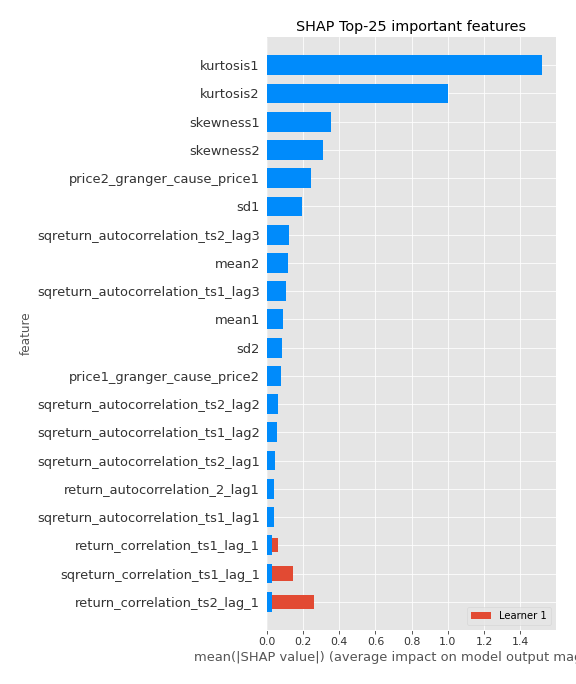 SHAP Top-25 important features
kurtosis1
kurtosis2
skewness1
skewness2
price2_granger_cause_price1
sd1
sqreturn_autocorrelation_ts2_lag3
mean2
sqreturn_autocorrelation_ts1_lag3
mean1
sd2
price1_granger_cause_price2
sqreturn_autocorrelation_ts2_lag2
sqreturn_autocorrelation_ts1_lag2
sqreturn_autocorrelation_ts2_lag1
return_autocorrelation_2_lag1
sqreturn_autocorrelation_ts1_lag1
return_correlation_ts1_lag_1
sqreturn_correlation_ts1_lag_1
return_correlation_ts2_lag_1
feature
Learner 1
0.0 0.2 0.4 0.6 0.8 1.0 1.2 1.4
mean(|SHAP value|) (average impact on model output mag